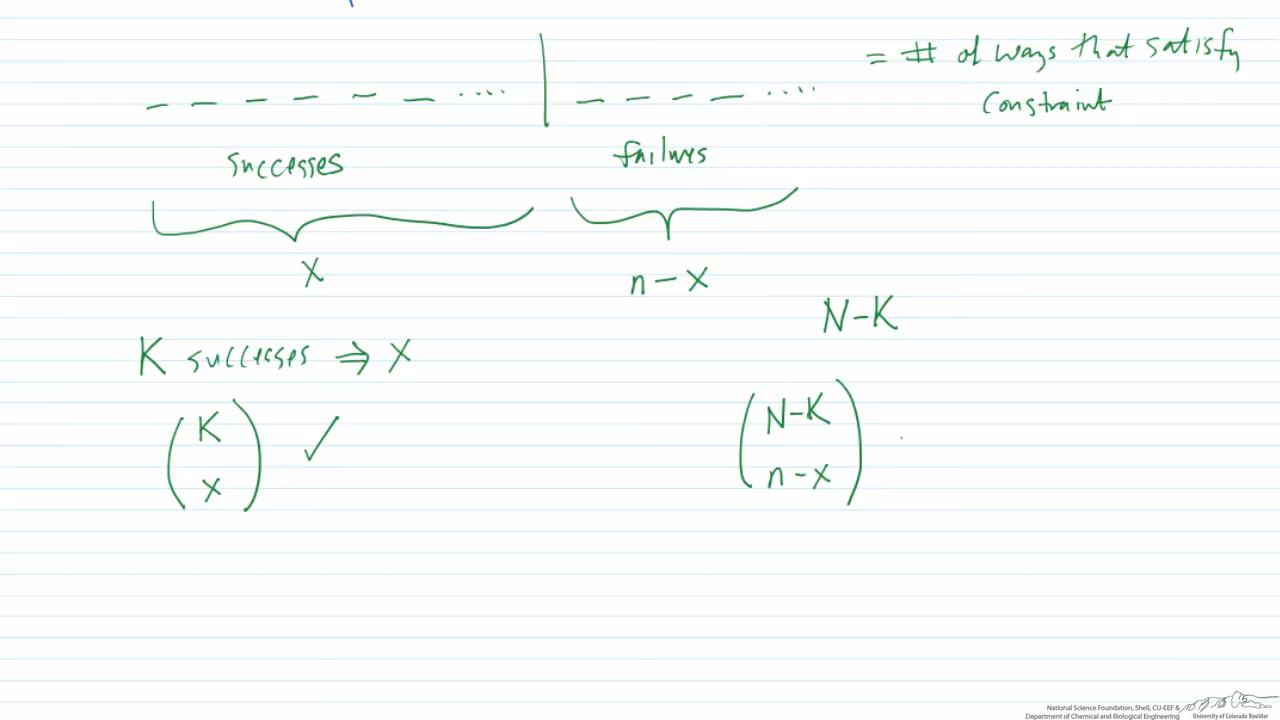 = # of ways that satisfy
constraint
successes
failures
x
n - x
N - K
K successes ⇒ x
(K
x) ✓
(N - K
n - x)
National Science Foundation, Shell, CU-EEF &
Department of Chemical and Biological Engineering
University of Colorado Boulder